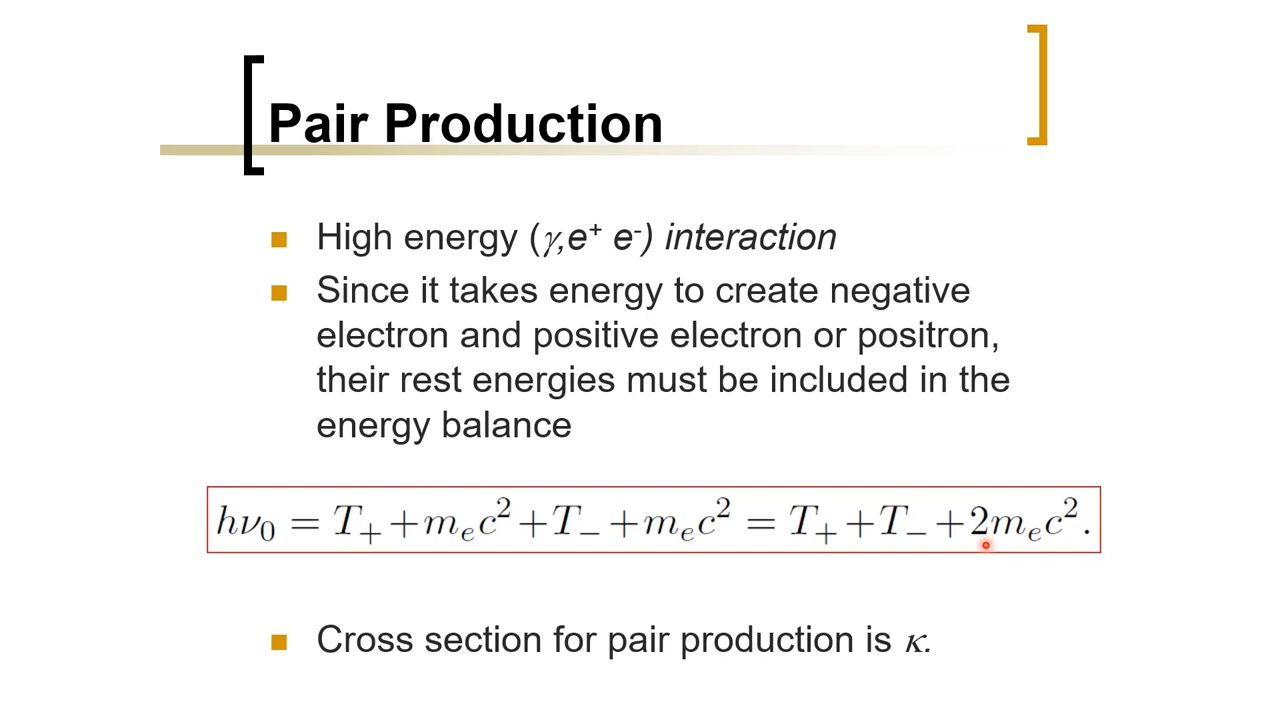 Pair Production
High energy (γ,e⁺ e⁻) interaction
Since it takes energy to create negative
electron and positive electron or positron,
their rest energies must be included in the
energy balance
hν₀ = T₊ + mₑc² + T₋ + mₑc² = T₊ + T₋ + 2mₑc².
Cross section for pair production is κ.